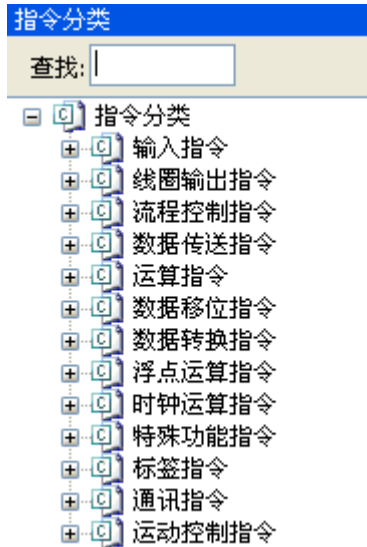 指令分类
查找:
指令分类
输入指令
线圈输出指令
流程控制指令
数据传送指令
运算指令
数据移位指令
数据转换指令
浮点运算指令
时钟运算指令
特殊功能指令
标签指令
通讯指令
运动控制指令